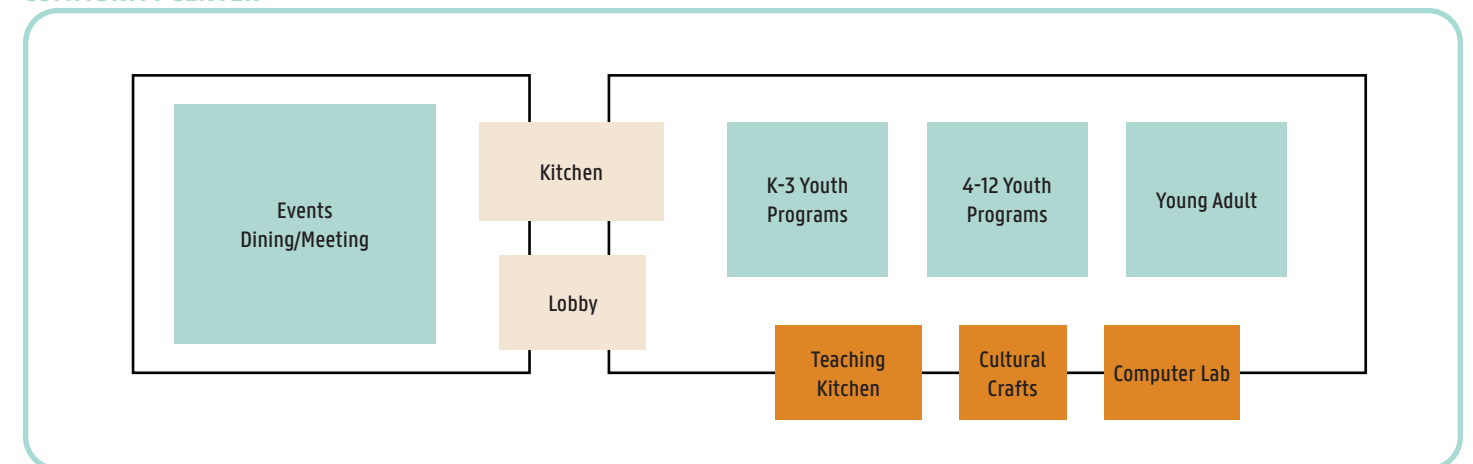 Events
Dining/Meeting
Kitchen
Lobby
K-3 Youth
Programs
4-12 Youth
Programs
Young Adult
Teaching
Kitchen
Cultural
Crafts
Computer Lab